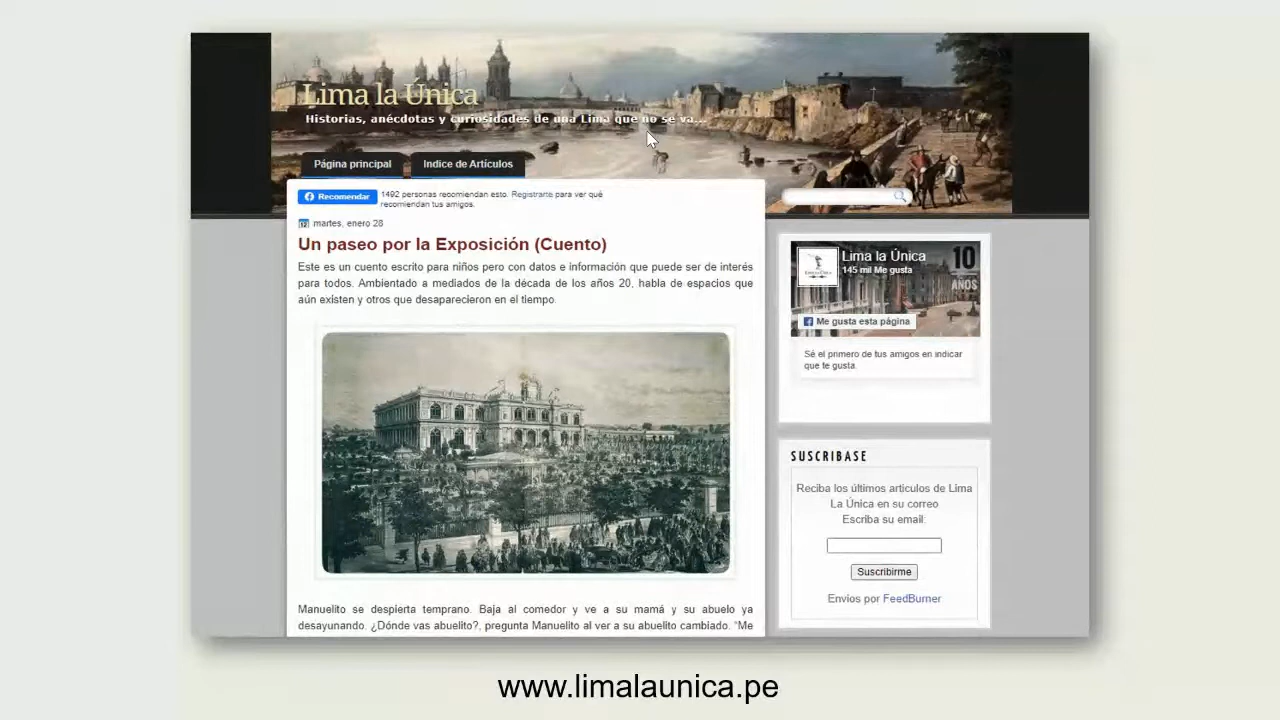 Lima la Única
Historias, anécdotas y curiosidades de una Lima que no se va...
Página principal
Indice de Artículos
Recomendar
1492 personas recomiendan esto. Registrarte para ver qué
recomiendan tus amigos.
martes, enero 28
Un paseo por la Exposición (Cuento)
Este es un cuento escrito para niños pero con datos e información que puede ser de interés
para todos. Ambientado a mediados de la década de los años 20, habla de espacios que
aún existen y otros que desaparecieron en el tiempo.
Manuelito se despierta temprano. Baja al comedor y ve a su mamá y su abuelo ya
desayunando. ¿Dónde vas abuelito?, pregunta Manuelito al ver a su abuelo cambiado. “Me
Lima la Única
145 mil Me gusta
10
AÑOS
Me gusta esta página
Sé el primero de tus amigos en indicar
que te gusta.
SUSCRIBASE
Reciba los últimos articulos de Lima
La Única en su correo
Escriba su email:
Suscribirme
Envios por FeedBurner
www.limalaunica.pe